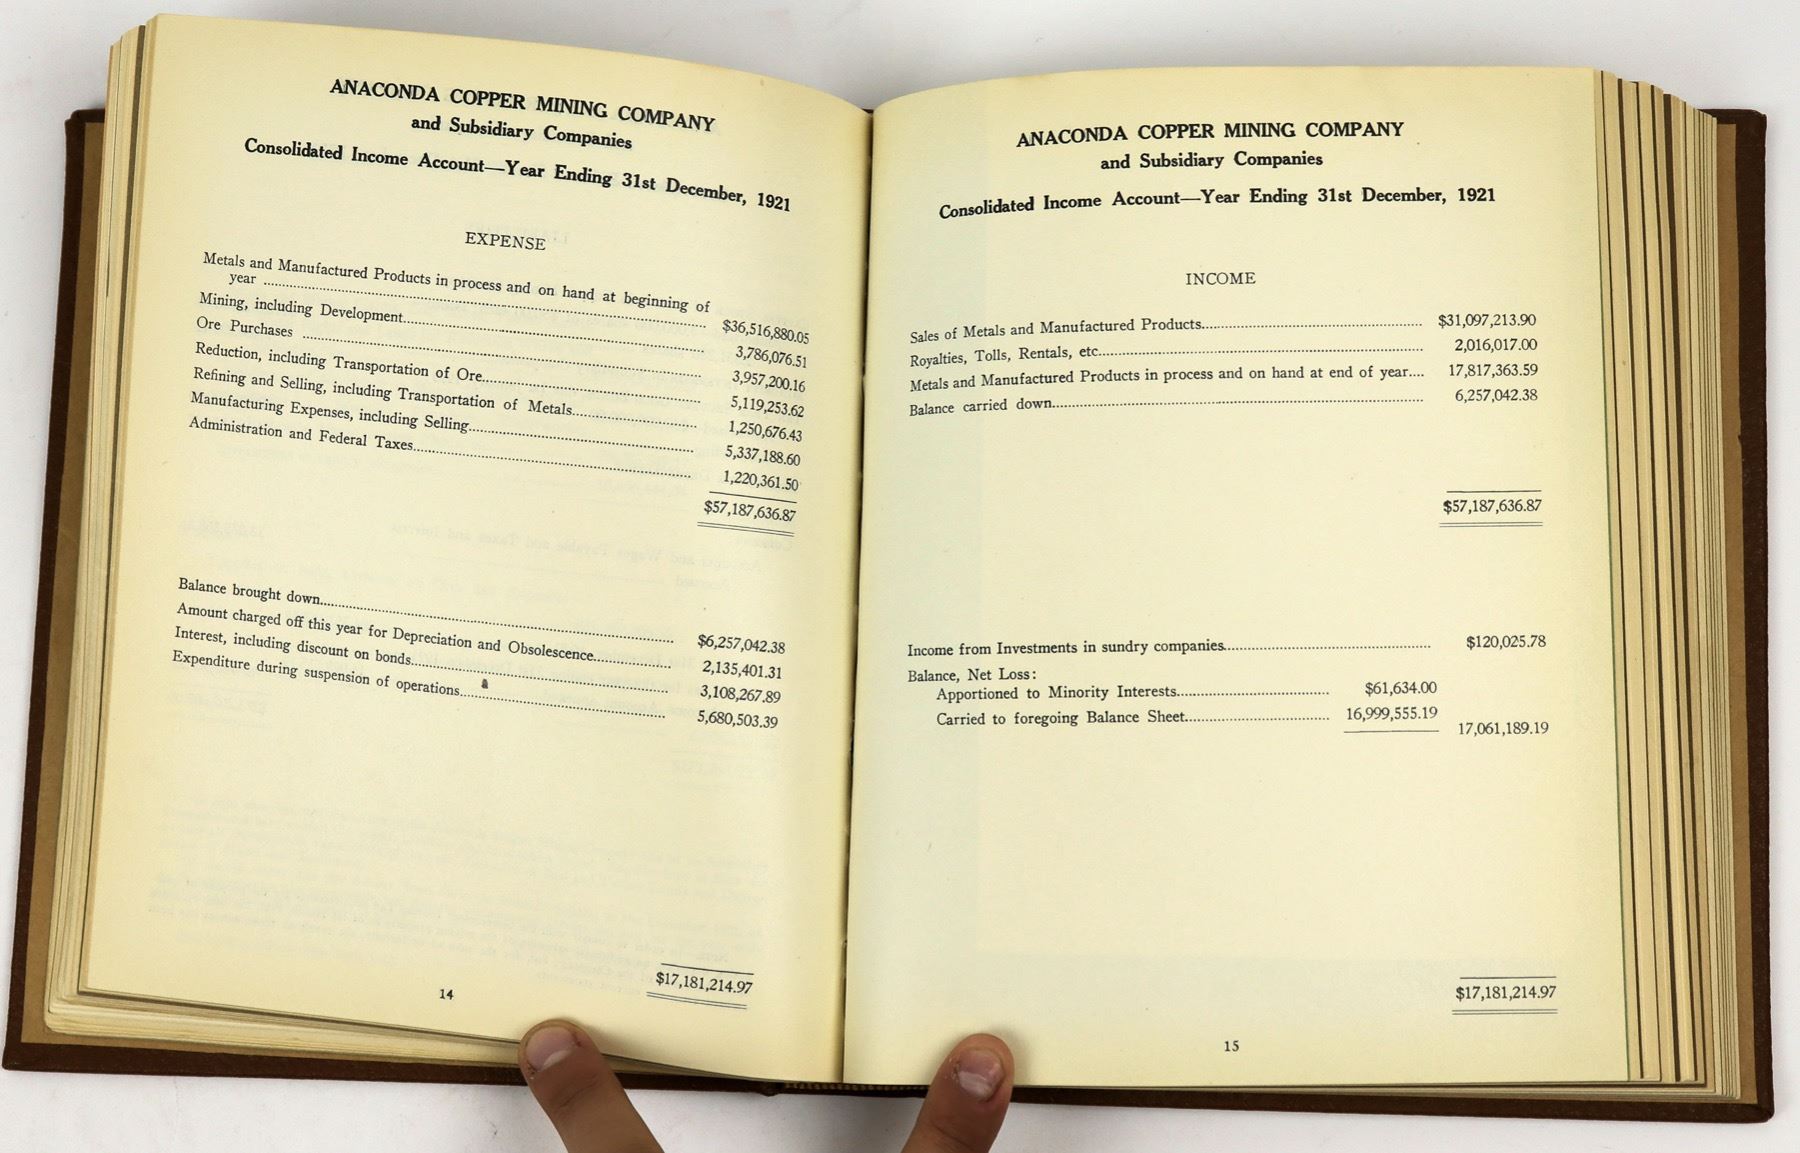 ANACONDA COPPER MINING COMPANY
and Subsidiary Companies
Consolidated Income Account—Year Ending 31st December, 1921
EXPENSE
Metals and Manufactured Products in process and on hand at beginning of
year ........ $36,516,880.05
Mining, including Development........ 3,786,076.51
Ore Purchases ........ 3,957,200.16
Reduction, including Transportation of Ore........ 5,119,253.62
Refining and Selling, including Transportation of Metals........ 1,250,676.43
Manufacturing Expenses, including Selling........ 5,337,188.60
Administration and Federal Taxes........ 1,220,361.50
$57,187,636.87
Balance brought down........ $6,257,042.38
Amount charged off this year for Depreciation and Obsolescence........ 2,135,401.31
Interest, including discount on bonds........ 3,108,267.89
Expenditure during suspension of operations........ 5,680,503.39
$17,181,214.97
14
ANACONDA COPPER MINING COMPANY
and Subsidiary Companies
Consolidated Income Account—Year Ending 31st December, 1921
INCOME
Sales of Metals and Manufactured Products........ $31,097,213.90
Royalties, Tolls, Rentals, etc........ 2,016,017.00
Metals and Manufactured Products in process and on hand at end of year.... 17,817,363.59
Balance carried down........ 6,257,042.38
$57,187,636.87
Income from Investments in sundry companies........ $120,025.78
Balance, Net Loss:
Apportioned to Minority Interests........ $61,634.00
Carried to foregoing Balance Sheet........ 16,999,555.19
17,061,189.19
$17,181,214.97
15